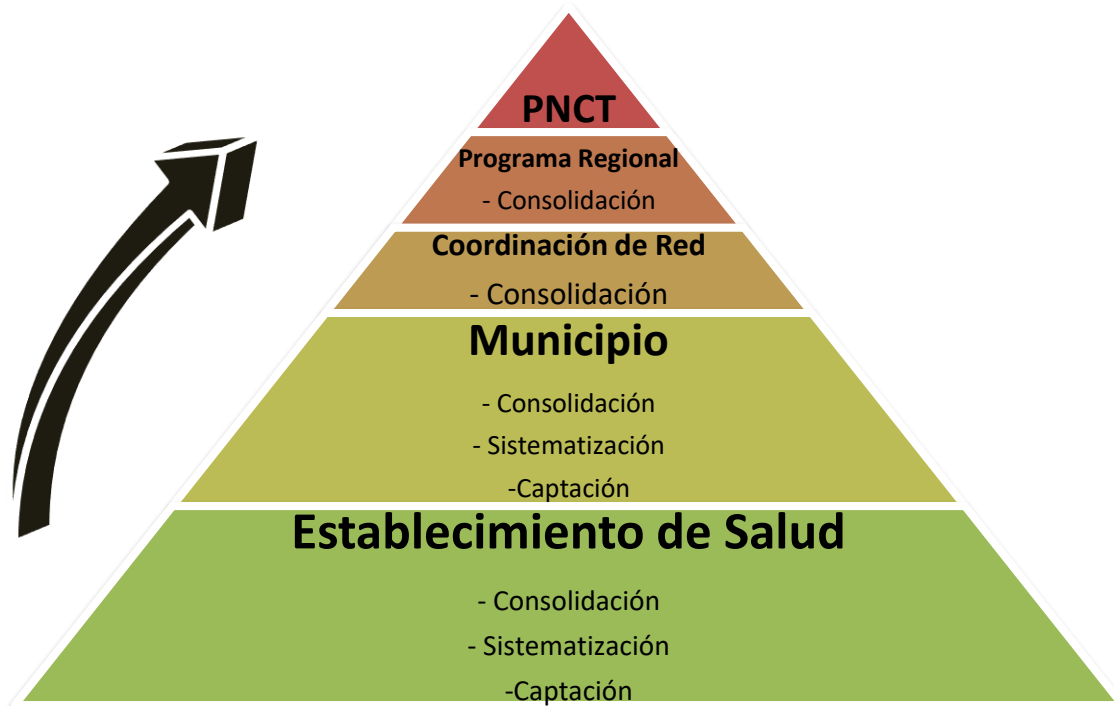 PNCT
Programa Regional
- Consolidación
Coordinación de Red
- Consolidación
Municipio
- Consolidación
- Sistematización
-Captación
Establecimiento de Salud
- Consolidación
- Sistematización
-Captación